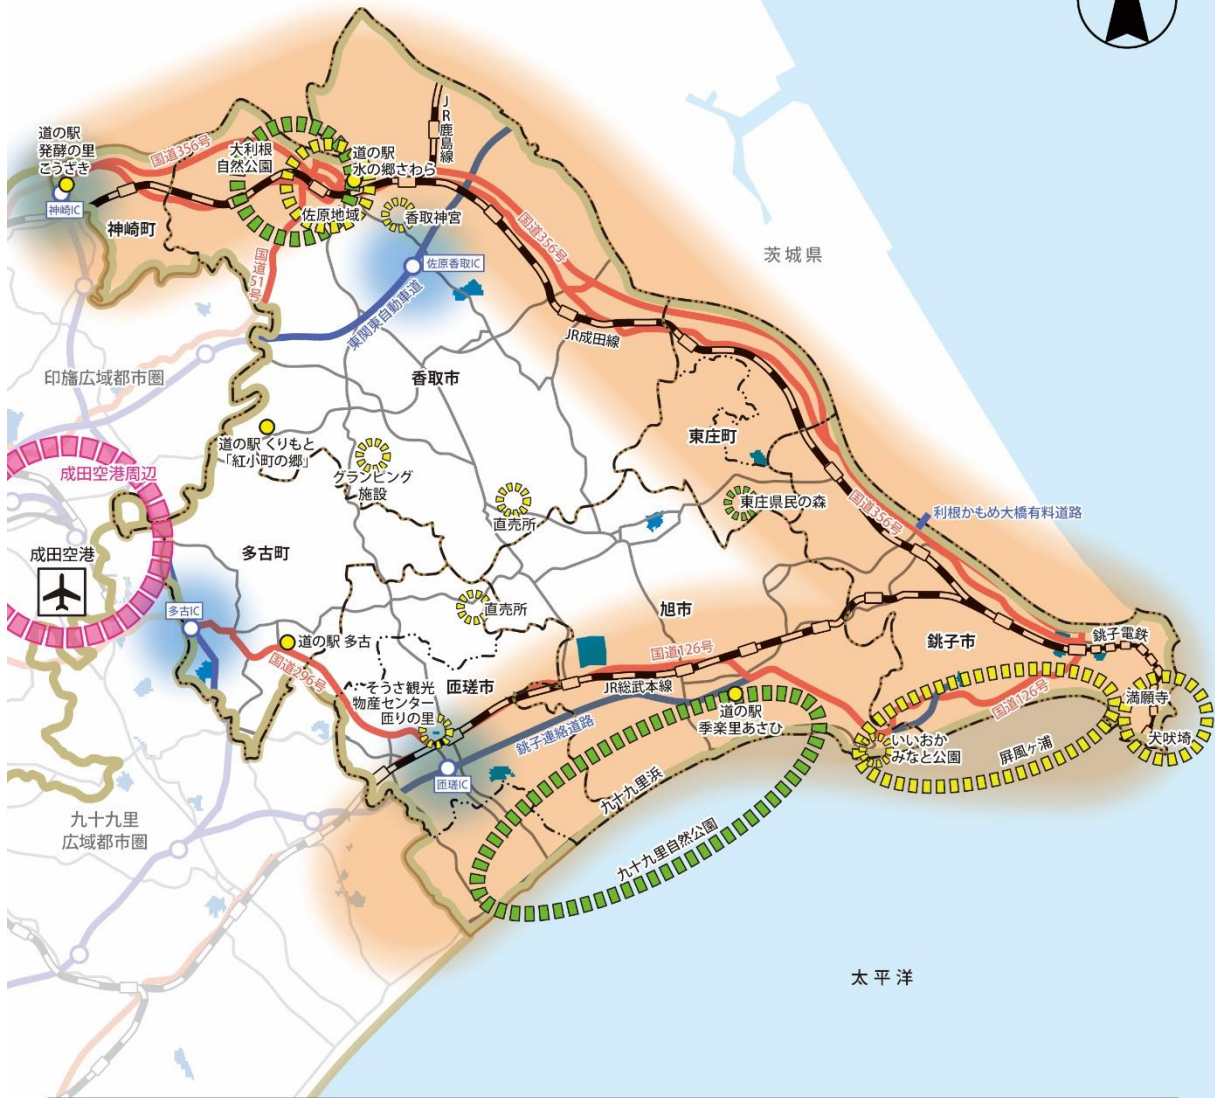 JR鹿島線
道の駅
発酵の里
こうざき
国道356号
大利根
自然公園
道の駅
水の郷さわら
神崎IC
神崎町
佐原地域
香取神宮
国道356号
国道51号
佐原香取IC
茨城県
東関東自動車道
JR成田線
印旛広域都市圏
香取市
道の駅 くりもと
「紅小町の郷」
東庄町
成田空港周辺
グランピング
施設
直売所
東庄県民の森
国道356号
利根かもめ大橋有料道路
成田空港
多古町
多古IC
直売所
旭市
道の駅 多古
国道126号
銚子市
銚子電鉄
国道296号
そうさ観光
物産センター
匝りの里
匝瑳市
JR総武本線
国道126号
満願寺
道の駅
季楽里あさひ
銚子連絡道路
いいおか
みなと公園
屏風ヶ浦
犬吠埼
匝瑳IC
九十九里浜
九十九里
広域都市圏
九十九里自然公園
太平洋